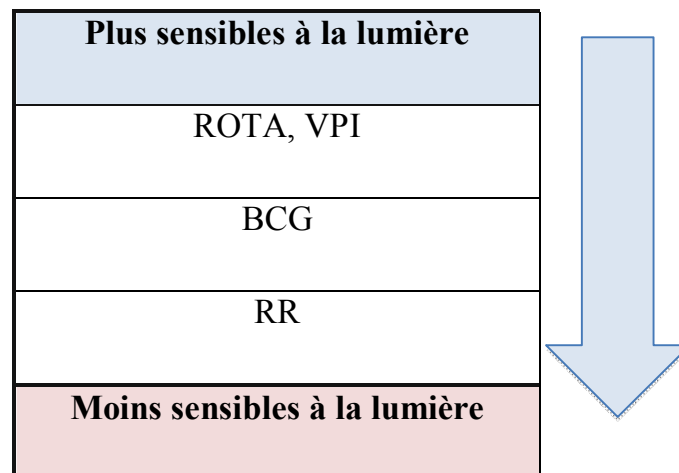 Plus sensibles à la lumière
ROTA, VPI
BCG
RR
Moins sensibles à la lumière